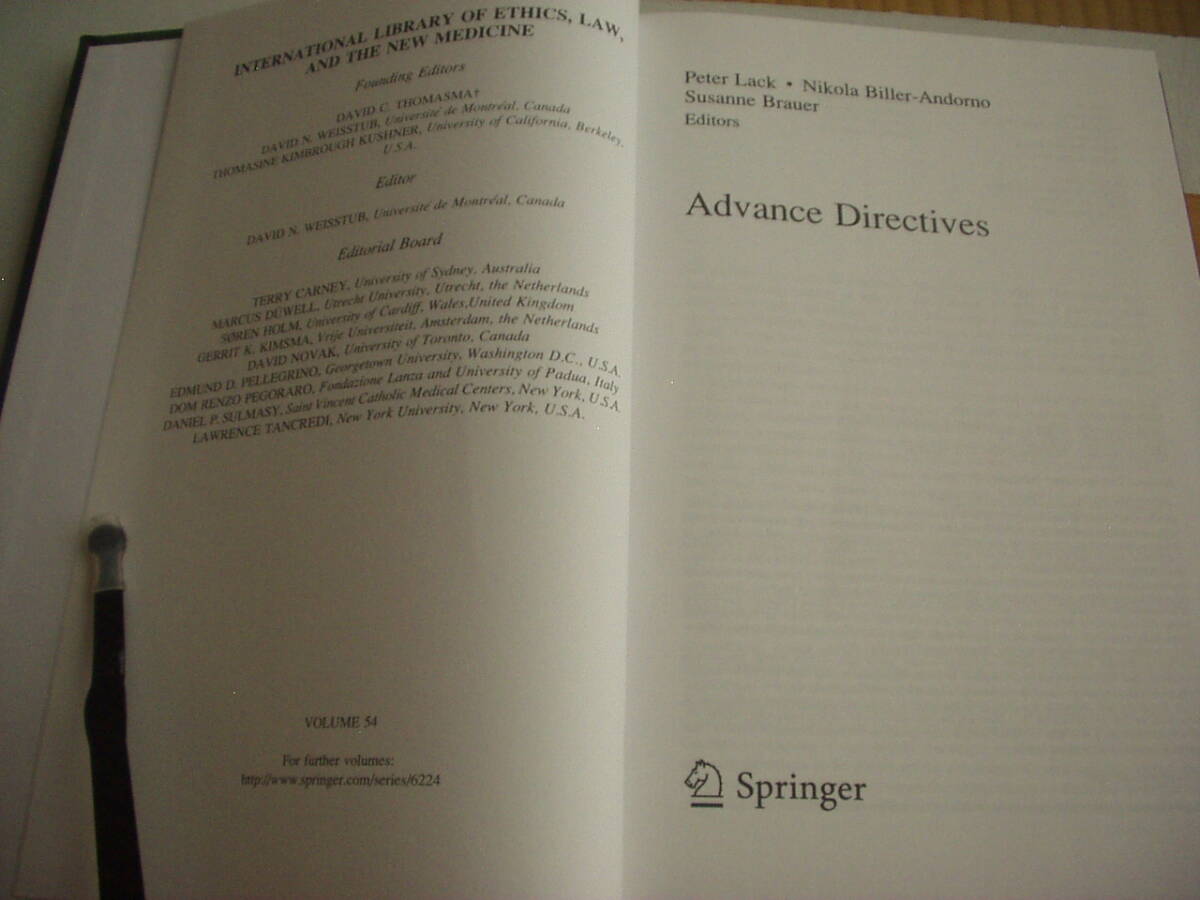 INTERNATIONAL LIBRARY OF ETHICS, LAW,
AND THE NEW MEDICINE
Founding Editors
DAVID C. THOMASMA†
DAVID N. WEISSTUB, Université de Montréal, Canada
THOMASINE KIMBROUGH KUSHNER, University of California, Berkeley,
U.S.A.
Editor
DAVID N. WEISSTUB, Université de Montréal, Canada
Editorial Board
TERRY CARNEY, University of Sydney, Australia
MARCUS DÜWELL, Utrecht University, Utrecht, the Netherlands
SØREN HOLM, University of Cardiff, Wales,United Kingdom
GERRIT K. KIMSMA, Vrije Universiteit, Amsterdam, the Netherlands
DAVID NOVAK, University of Toronto, Canada
EDMUND D. PELLEGRINO, Georgetown University, Washington D.C., U.S.A.
DOM RENZO PEGORARO, Fondazione Lanza and University of Padua, Italy
DANIEL P. SULMASY, Saint Vincent Catholic Medical Centers, New York, U.S.A.
LAWRENCE TANCREDI, New York University, New York, U.S.A.
VOLUME 54
For further volumes:
http://www.springer.com/series/6224
Peter Lack • Nikola Biller-Andorno
Susanne Brauer
Editors
Advance Directives
Springer